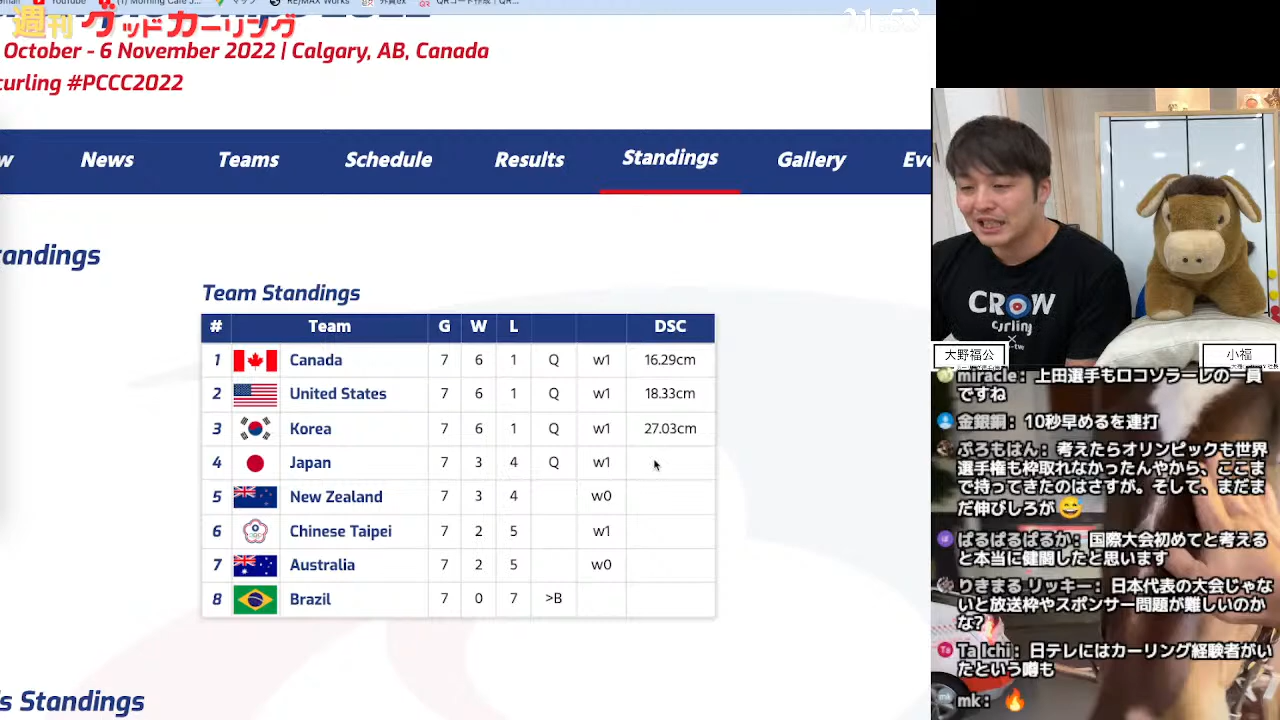 週刊
グッドカーリング
21:53
October - 6 November 2022 | Calgary, AB, Canada
curling #PCCC2022
News Teams Schedule Results Standings Gallery
Team Standings
# Team G W L DSC
1 Canada 7 6 1 Q w1 16.29cm
2 United States 7 6 1 Q w1 18.33cm
3 Korea 7 6 1 Q w1 27.03cm
4 Japan 7 3 4 Q w1
5 New Zealand 7 3 4 w0
6 Chinese Taipei 7 2 5 w1
7 Australia 7 2 5 w0
8 Brazil 7 0 7 >B
s Standings
CROW
curling
×
大野福公
小福
miracle: 上田選手もロコソラーレの一員
ですね
金銀銅: 10秒早めるを連打
ぷろもはん: 考えたらオリンピックも世界
選手権も枠取れなかったんやから、ここま
で持ってきたのはさすが。そして、まだま
だ伸びしろが😅
ぱるぱるぱるか: 国際大会初めてと考える
と本当に健闘したと思います
りきまる リッキー: 日本代表の大会じゃな
いと放送枠やスポンサー問題が難しいのか
な?
Ta Ichi: 日テレにはカーリング経験者がい
たという噂も
mk: 🔥